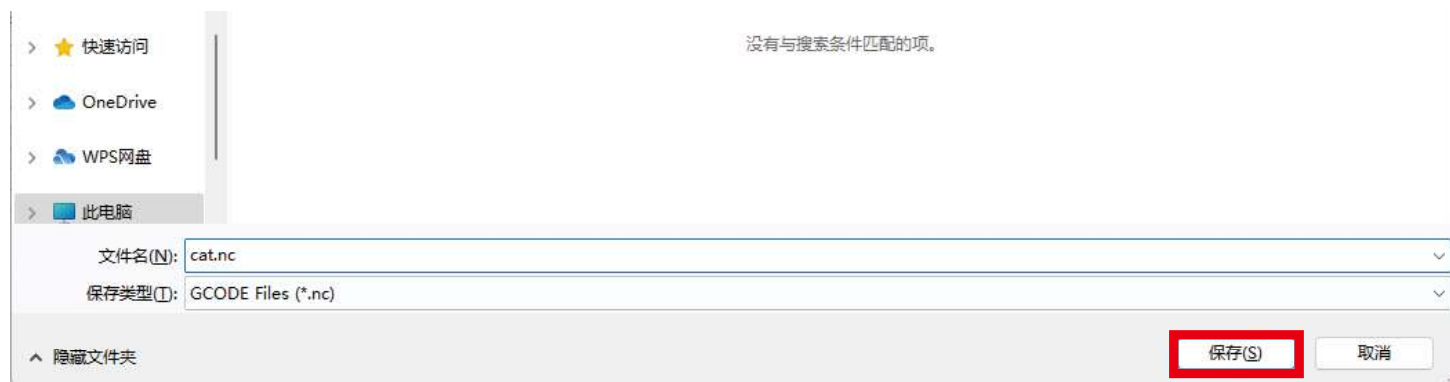 快速访问
没有与搜索条件匹配的项。
OneDrive
WPS网盘
此电脑
文件名(N): cat.nc
保存类型(T): GCODE Files (*.nc)
隐藏文件夹
保存(S)
取消